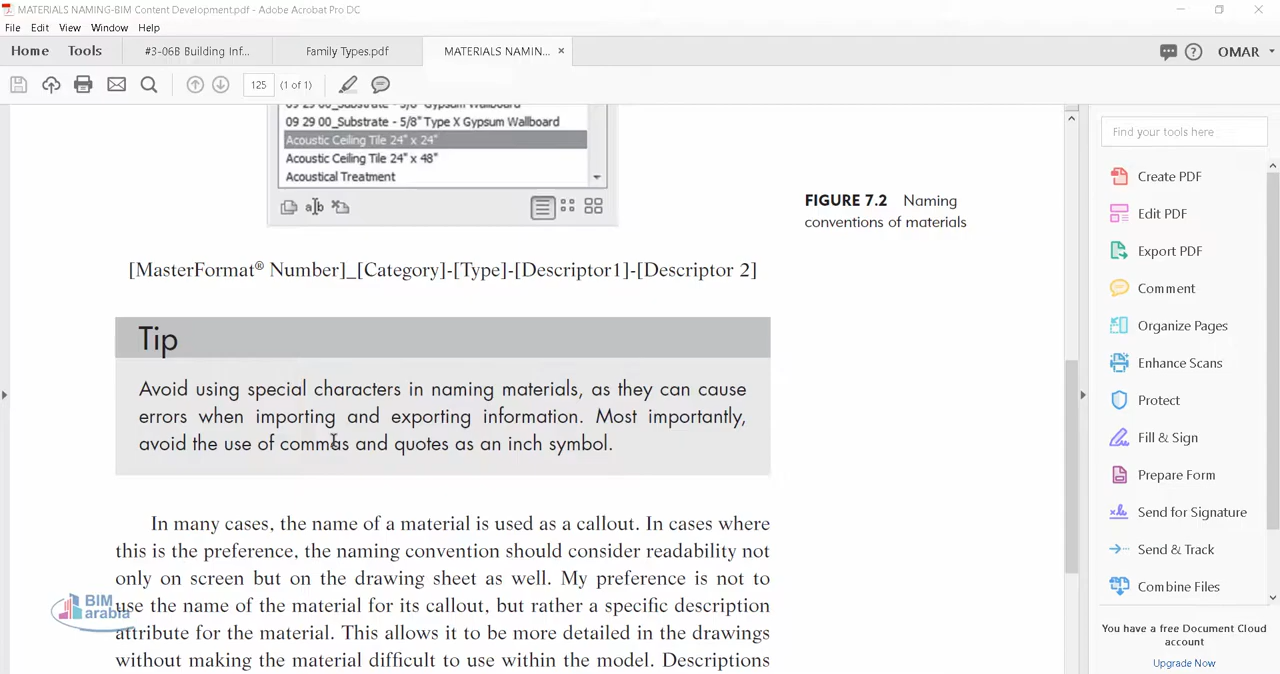 MATERIALS NAMING-BIM Content Development.pdf - Adobe Acrobat Pro DC
File Edit View Window Help
Home Tools #3-06B Building Inf... Family Types.pdf MATERIALS NAMIN... ×
OMAR
125 (1 of 1)
09 29 00_Substrate - 5/8" Gypsum Wallboard
09 29 00_Substrate - 5/8" Type X Gypsum Wallboard
Acoustic Ceiling Tile 24" x 24"
Acoustic Ceiling Tile 24" x 48"
Acoustical Treatment
FIGURE 7.2 Naming
conventions of materials
[MasterFormat® Number]_[Category]-[Type]-[Descriptor1]-[Descriptor 2]
Tip
Avoid using special characters in naming materials, as they can cause
errors when importing and exporting information. Most importantly,
avoid the use of commas and quotes as an inch symbol.
In many cases, the name of a material is used as a callout. In cases where
this is the preference, the naming convention should consider readability not
only on screen but on the drawing sheet as well. My preference is not to
use the name of the material for its callout, but rather a specific description
attribute for the material. This allows it to be more detailed in the drawings
without making the material difficult to use within the model. Descriptions
BIM
arabia
Find your tools here
Create PDF
Edit PDF
Export PDF
Comment
Organize Pages
Enhance Scans
Protect
Fill & Sign
Prepare Form
Send for Signature
Send & Track
Combine Files
You have a free Document Cloud
account
Upgrade Now